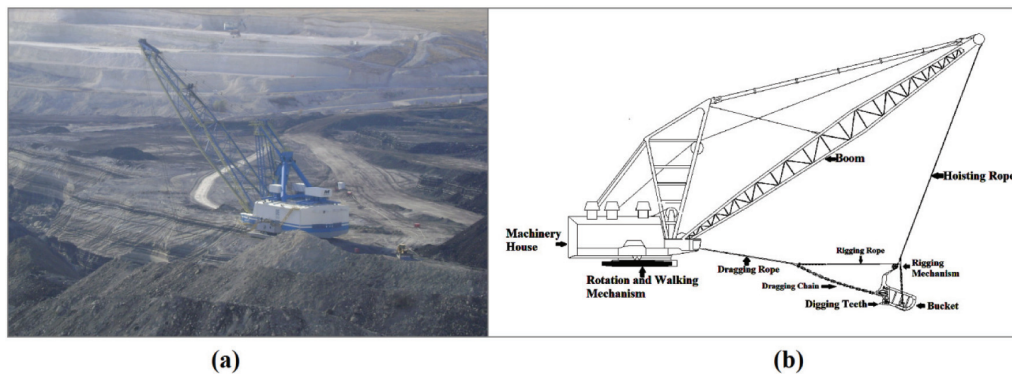 Boom
Hoisting Rope
Machinery
House
Rigging Rope
Rigging
Mechanism
Dragging Rope
Rotation and Walking
Mechanism
Dragging Chain
Digging Teeth
Bucket
(a)
(b)